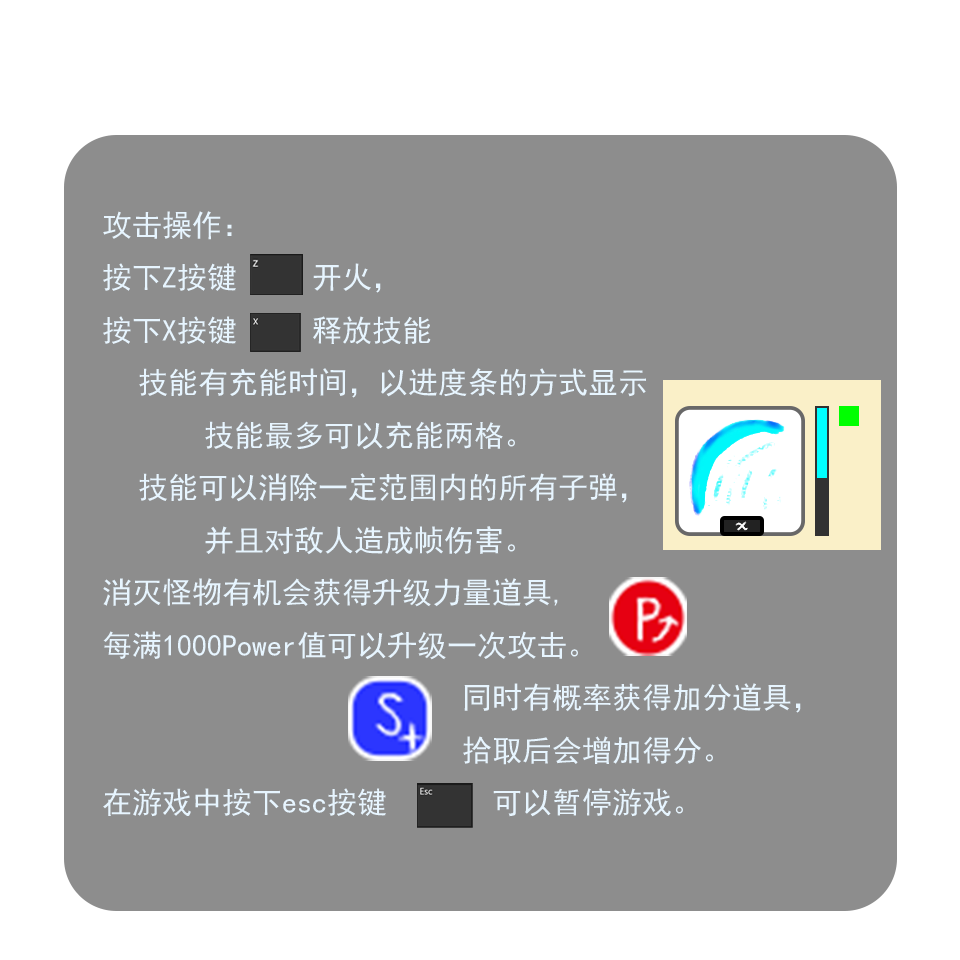 攻击操作：
按下Z按键 Z 开火，
按下X按键 X 释放技能
技能有充能时间，以进度条的方式显示
技能最多可以充能两格。
技能可以消除一定范围内的所有子弹，
x
并且对敌人造成帧伤害。
消灭怪物有机会获得升级力量道具,
P
每满1000Power值可以升级一次攻击。
S+
同时有概率获得加分道具，
拾取后会增加得分。
在游戏中按下esc按键 Esc 可以暂停游戏。